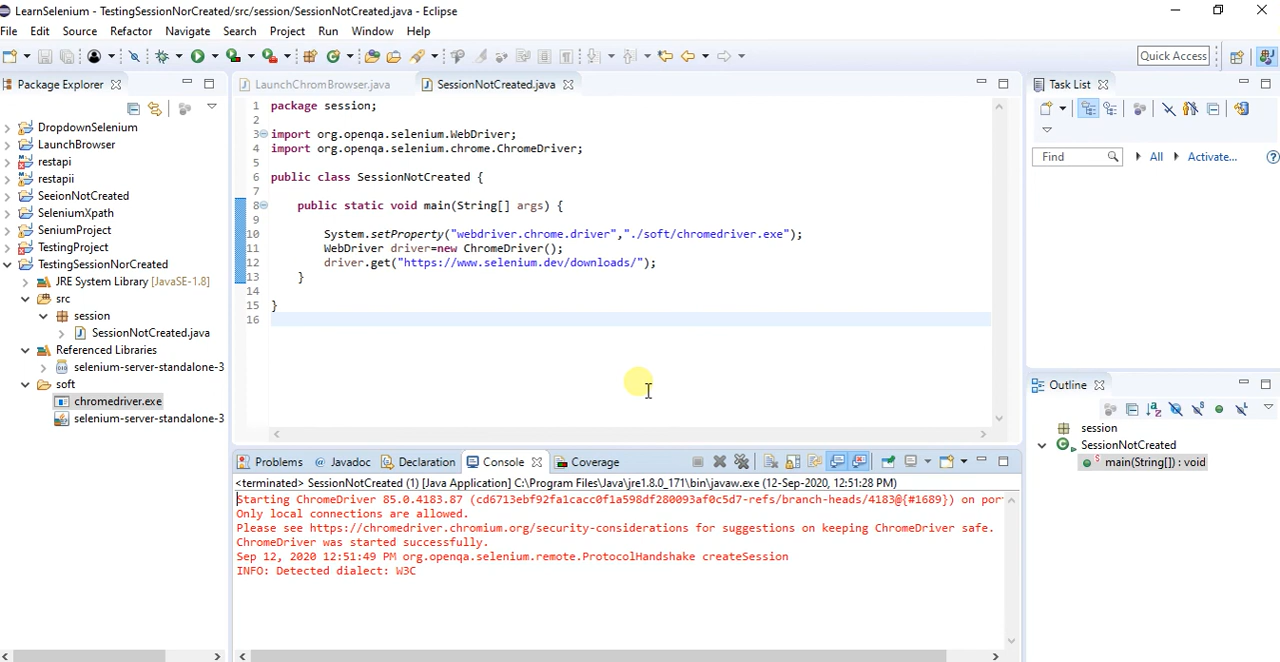 LearnSelenium - TestingSessionNorCreated/src/session/SessionNotCreated.java - Eclipse
File Edit Source Refactor Navigate Search Project Run Window Help
Quick Access
Package Explorer
DropdownSelenium
LaunchBrowser
restapi
restapii
SeeionNotCreated
SeleniumXpath
SeniumProject
TestingProject
TestingSessionNorCreated
JRE System Library [JavaSE-1.8]
src
session
SessionNotCreated.java
Referenced Libraries
selenium-server-standalone-3
soft
chromedriver.exe
selenium-server-standalone-3
LaunchChromBrowser.java SessionNotCreated.java
1 package session;
2
3 import org.openqa.selenium.WebDriver;
4 import org.openqa.selenium.chrome.ChromeDriver;
5
6 public class SessionNotCreated {
7
8 public static void main(String[] args) {
9
10 System.setProperty("webdriver.chrome.driver","./soft/chromedriver.exe");
11 WebDriver driver=new ChromeDriver();
12 driver.get("https://www.selenium.dev/downloads/");
13 }
14
15 }
16
Problems @ Javadoc Declaration Console Coverage
<terminated> SessionNotCreated (1) [Java Application] C:\Program Files\Java\jre1.8.0_171\bin\javaw.exe (12-Sep-2020, 12:51:28 PM)
Starting ChromeDriver 85.0.4183.87 (cd6713ebf92fa1cacc0f1a598df280093af0c5d7-refs/branch-heads/4183@{#1689}) on por
Only local connections are allowed.
Please see https://chromedriver.chromium.org/security-considerations for suggestions on keeping ChromeDriver safe.
ChromeDriver was started successfully.
Sep 12, 2020 12:51:49 PM org.openqa.selenium.remote.ProtocolHandshake createSession
INFO: Detected dialect: W3C
Task List
Find All Activate...
Outline
session
SessionNotCreated
main(String[]) : void